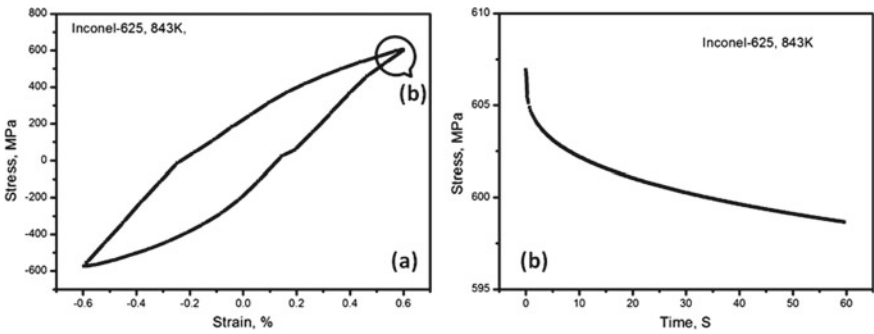 Inconel-625, 843K,
800
600
400
200
0
-200
-400
-600
Stress, MPa
-0.6
-0.4
-0.2
0.0
0.2
0.4
0.6
Strain, %
(b)
(a)
Inconel-625, 843K
610
605
600
595
Stress, MPa
0
10
20
30
40
50
60
Time, S
(b)